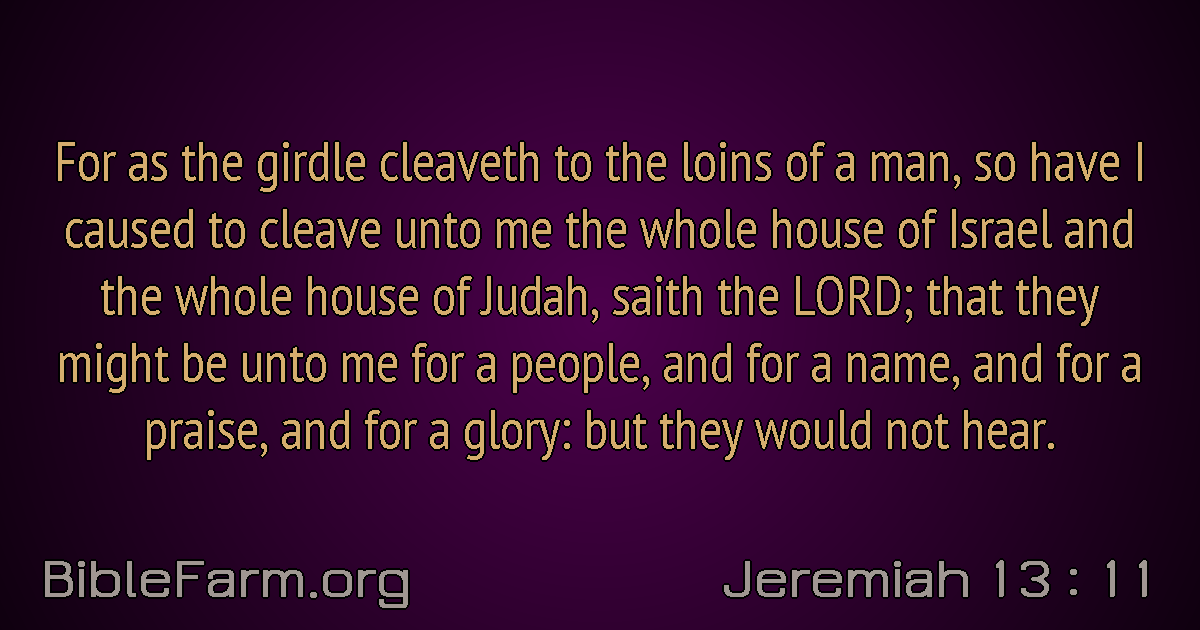 For as the girdle cleaveth to the loins of a man, so have I
caused to cleave unto me the whole house of Israel and
the whole house of Judah, saith the LORD; that they
might be unto me for a people, and for a name, and for a
praise, and for a glory: but they would not hear.
BibleFarm.org
Jeremiah 13 : 11